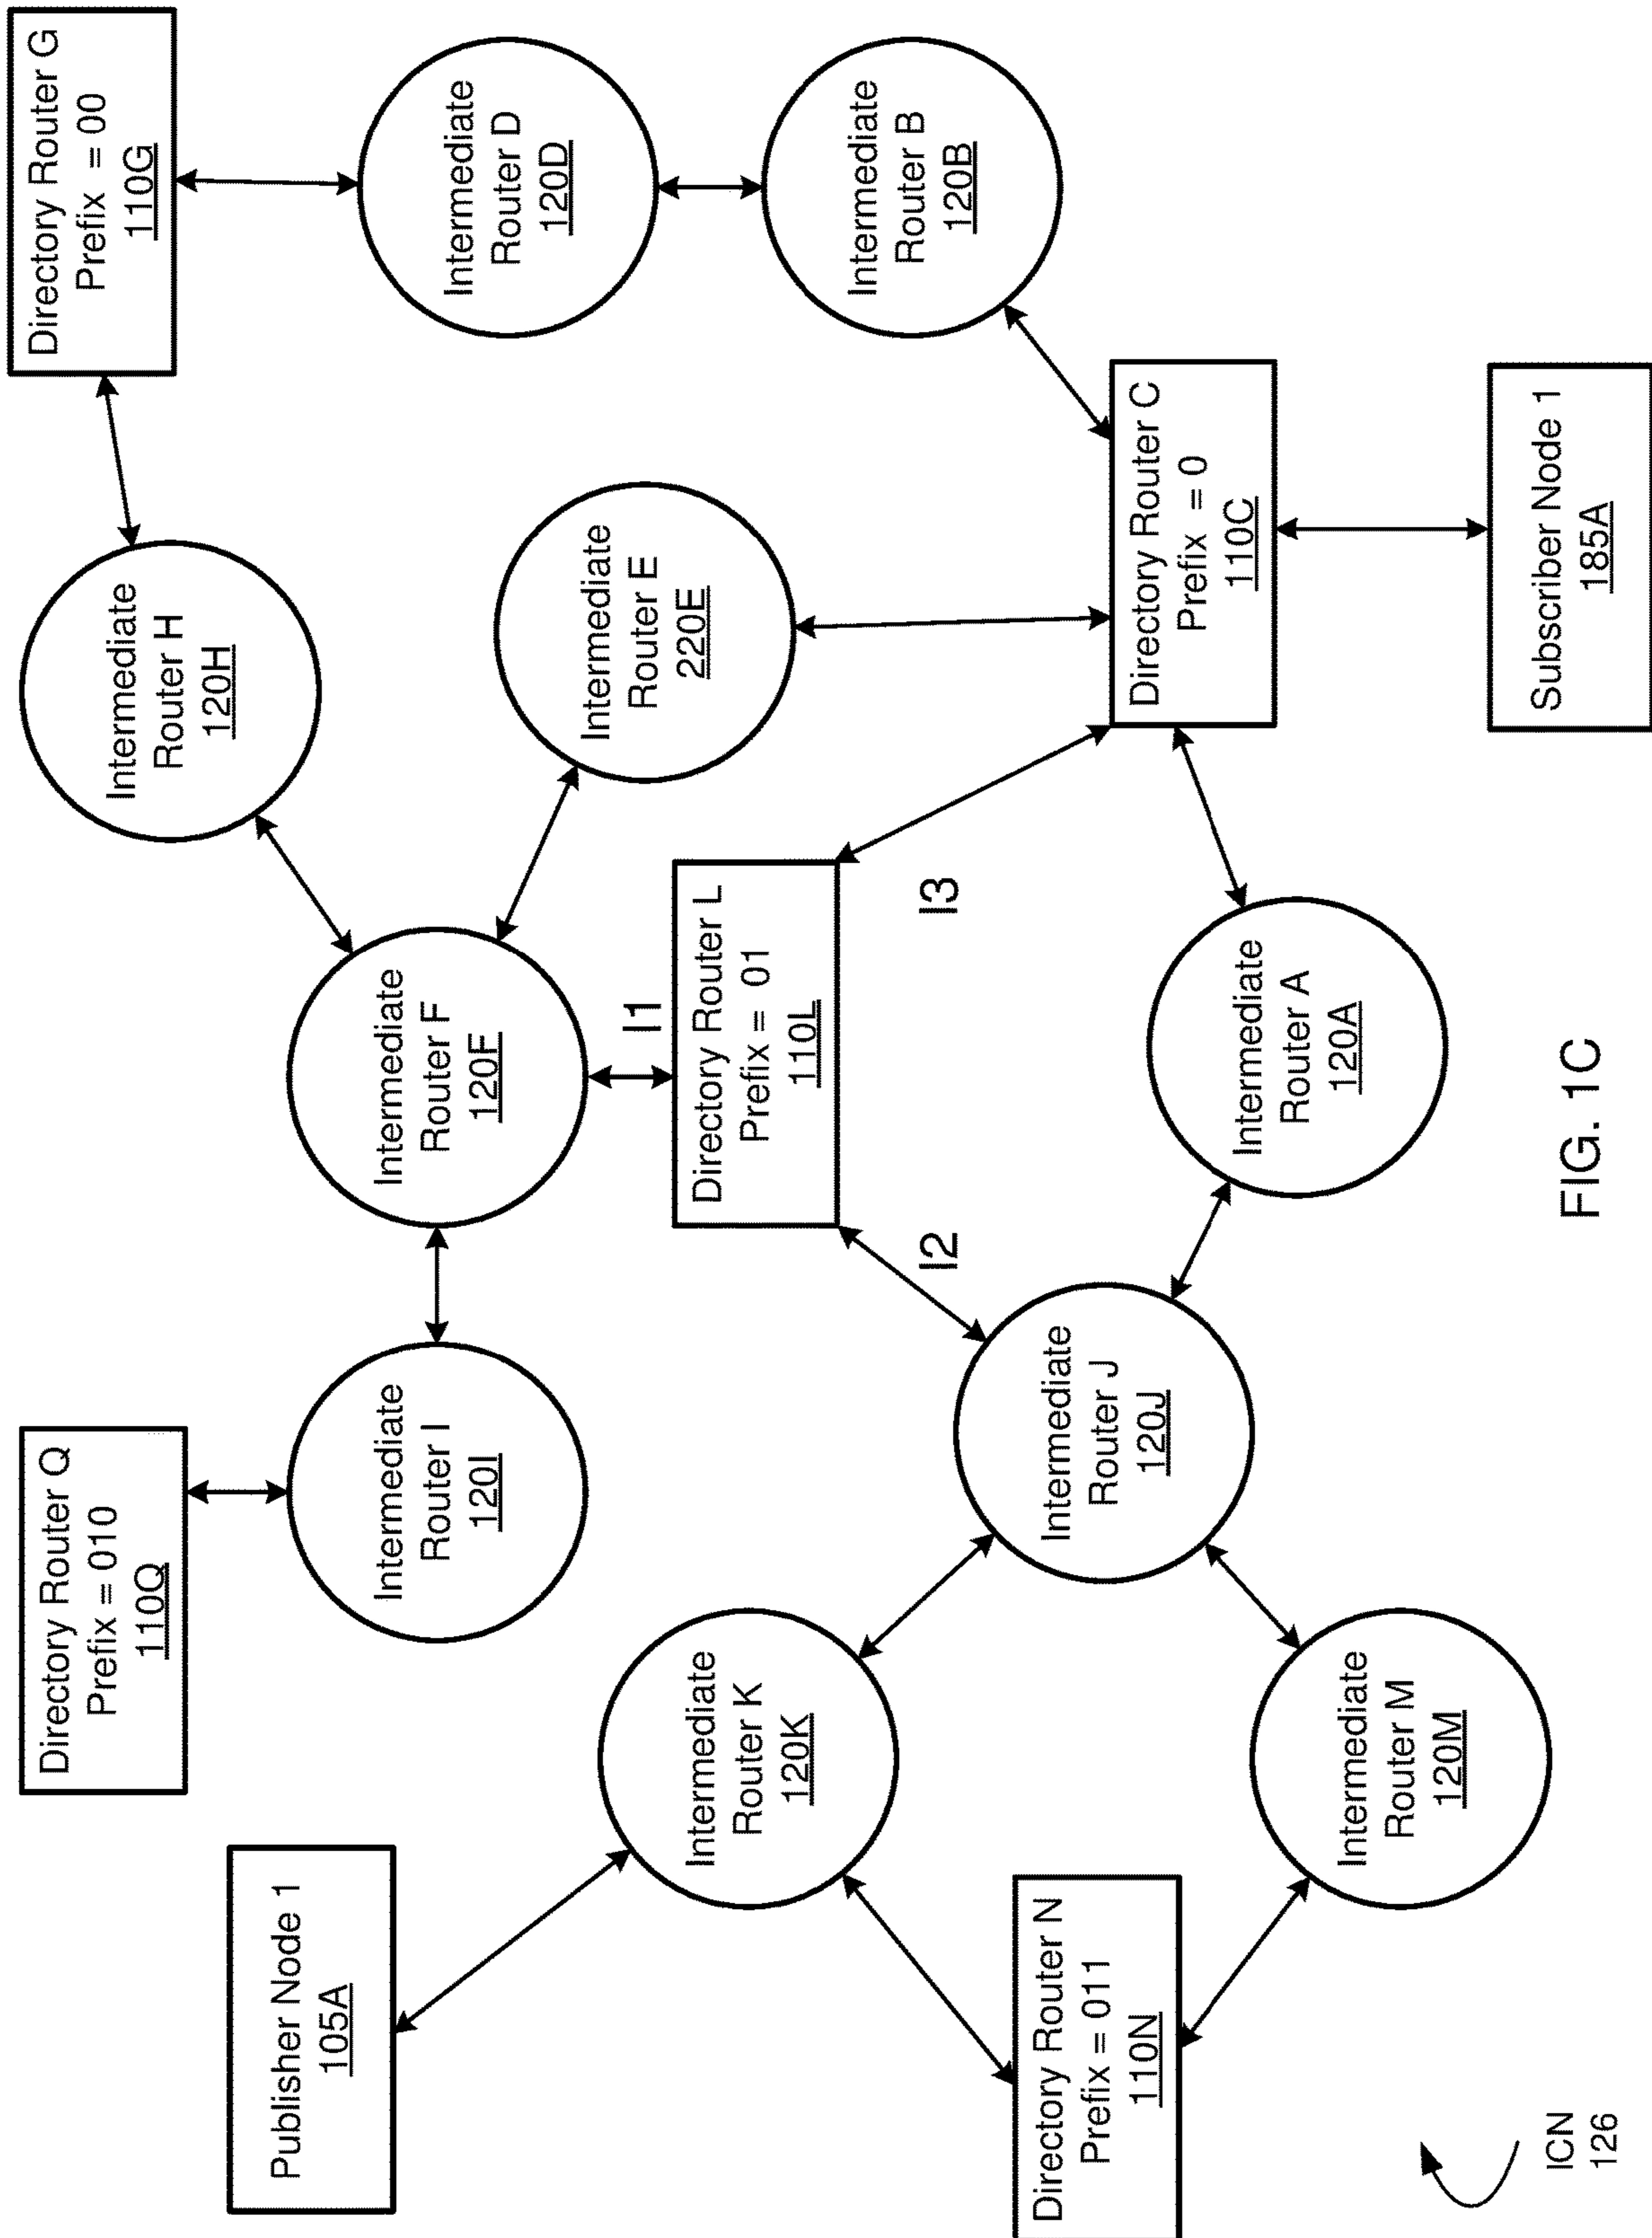 Publisher Node 1
105A
Directory Router Q
Prefix = 010
110Q
Directory Router G
Prefix = 00
110G
Intermediate
Router H
120H
Intermediate
Router I
120I
Intermediate
Router F
120F
Intermediate
Router D
120D
Intermediate
Router E
220E
I1
Intermediate
Router K
120K
Directory Router L
Prefix = 01
110L
Intermediate
Router B
120B
I2
I3
Directory Router N
Prefix = 011
110N
Intermediate
Router J
120J
Directory Router C
Prefix = 0
110C
Intermediate
Router M
120M
Intermediate
Router A
120A
Subscriber Node 1
185A
ICN
126
FIG. 1C